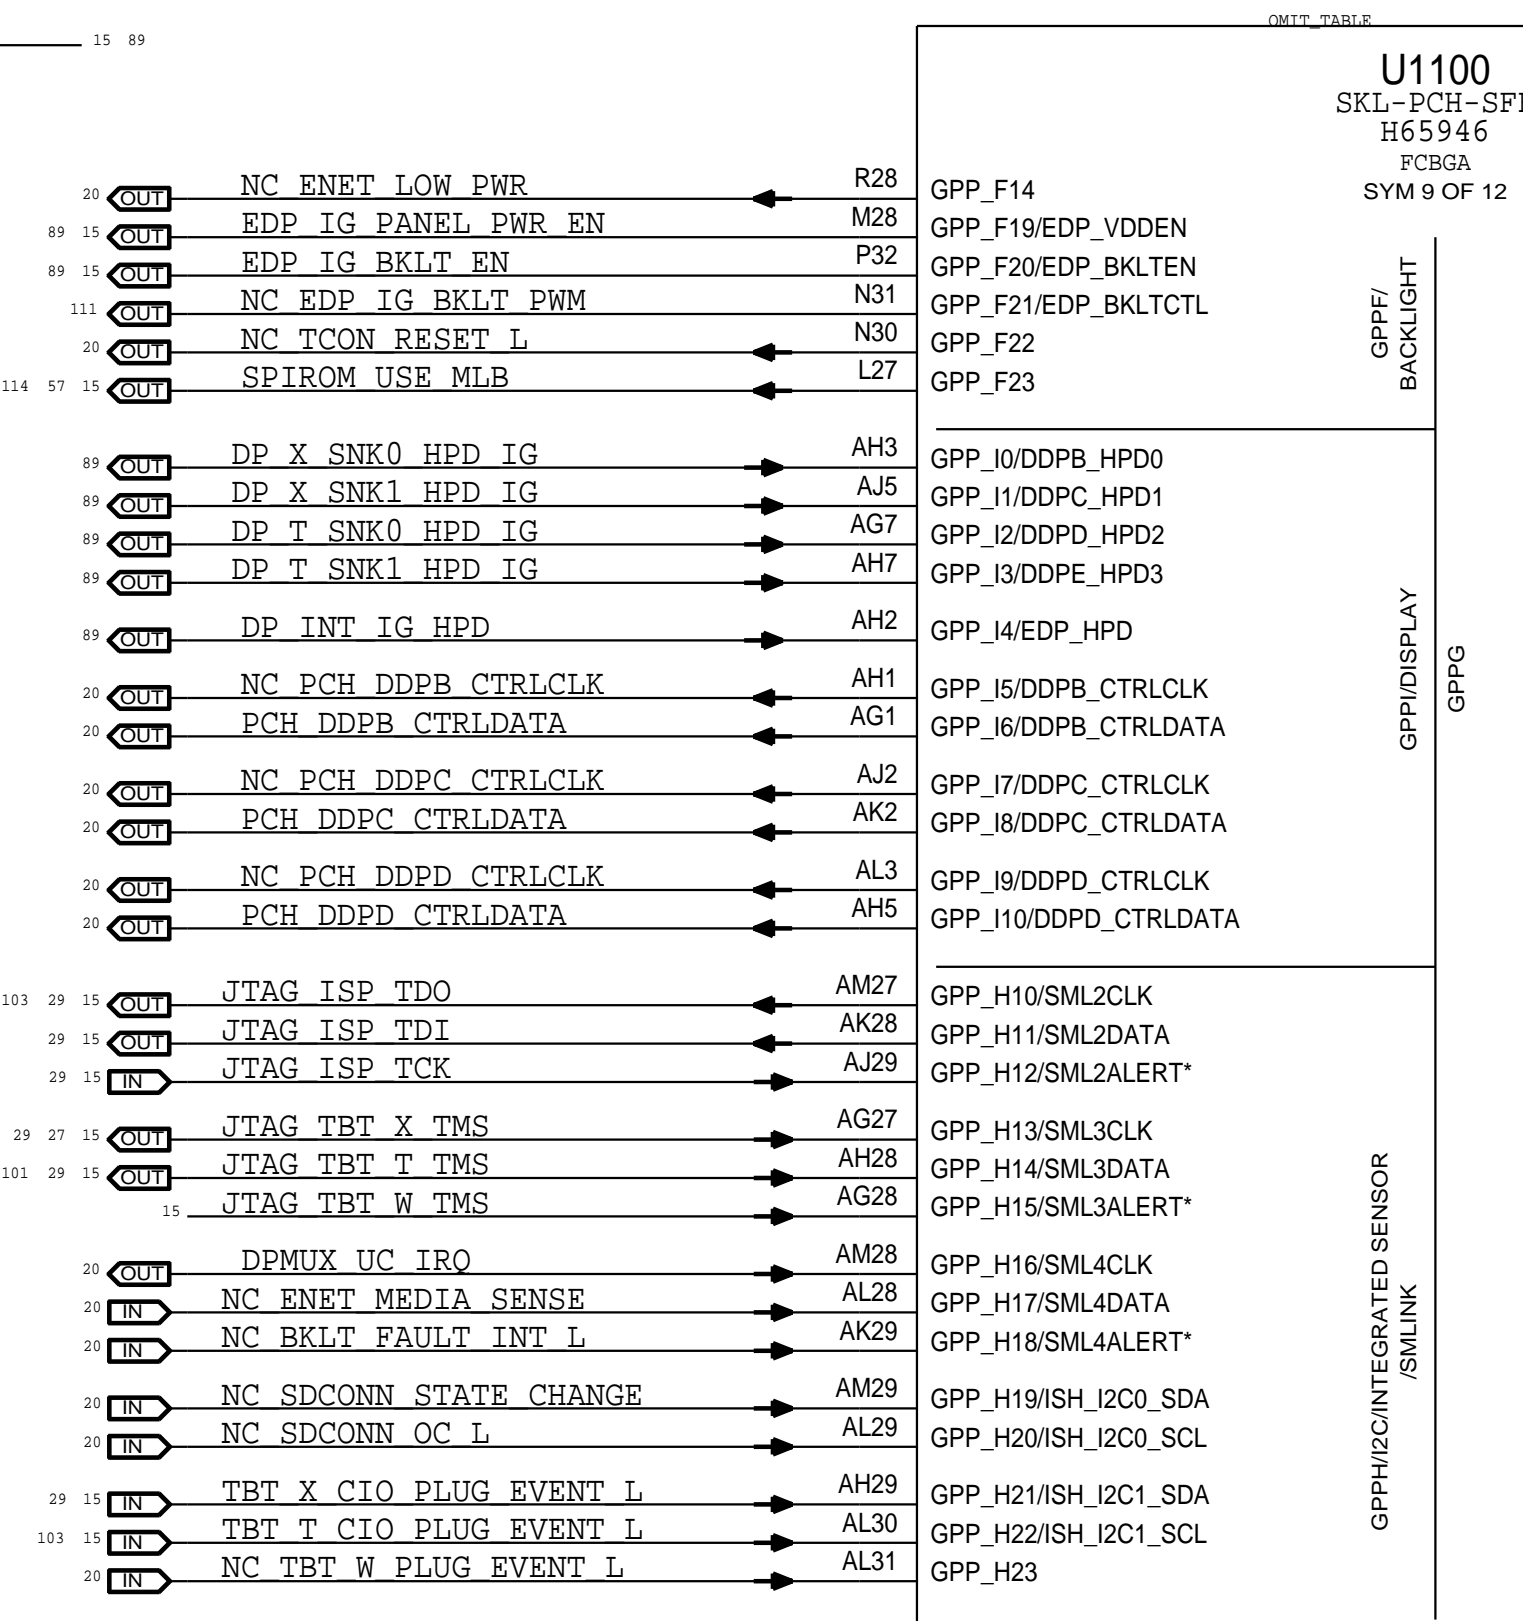 OMIT_TABLE
15 89
U1100
SKL-PCH-SF
H65946
FCBGA
SYM 9 OF 12
20 OUT NC_ENET_LOW_PWR R28 GPP_F14
89 15 OUT EDP_IG_PANEL_PWR_EN M28 GPP_F19/EDP_VDDEN
89 15 OUT EDP_IG_BKLT_EN P32 GPP_F20/EDP_BKLTEN
111 OUT NC_EDP_IG_BKLT_PWM N31 GPP_F21/EDP_BKLTCTL
20 OUT NC_TCON_RESET_L N30 GPP_F22
114 57 15 OUT SPIROM_USE_MLB L27 GPP_F23
GPPF/
BACKLIGHT
89 OUT DP_X_SNK0_HPD_IG AH3 GPP_I0/DDPB_HPD0
89 OUT DP_X_SNK1_HPD_IG AJ5 GPP_I1/DDPC_HPD1
89 OUT DP_T_SNK0_HPD_IG AG7 GPP_I2/DDPD_HPD2
89 OUT DP_T_SNK1_HPD_IG AH7 GPP_I3/DDPE_HPD3
89 OUT DP_INT_IG_HPD AH2 GPP_I4/EDP_HPD
20 OUT NC_PCH_DDPB_CTRLCLK AH1 GPP_I5/DDPB_CTRLCLK
20 OUT PCH_DDPB_CTRLDATA AG1 GPP_I6/DDPB_CTRLDATA
20 OUT NC_PCH_DDPC_CTRLCLK AJ2 GPP_I7/DDPC_CTRLCLK
20 OUT PCH_DDPC_CTRLDATA AK2 GPP_I8/DDPC_CTRLDATA
20 OUT NC_PCH_DDPD_CTRLCLK AL3 GPP_I9/DDPD_CTRLCLK
20 OUT PCH_DDPD_CTRLDATA AH5 GPP_I10/DDPD_CTRLDATA
GPPI/DISPLAY
GPPG
103 29 15 OUT JTAG_ISP_TDO AM27 GPP_H10/SML2CLK
29 15 OUT JTAG_ISP_TDI AK28 GPP_H11/SML2DATA
29 15 IN JTAG_ISP_TCK AJ29 GPP_H12/SML2ALERT*
29 27 15 OUT JTAG_TBT_X_TMS AG27 GPP_H13/SML3CLK
101 29 15 OUT JTAG_TBT_T_TMS AH28 GPP_H14/SML3DATA
15 JTAG_TBT_W_TMS AG28 GPP_H15/SML3ALERT*
20 OUT DPMUX_UC_IRQ AM28 GPP_H16/SML4CLK
20 IN NC_ENET_MEDIA_SENSE AL28 GPP_H17/SML4DATA
20 IN NC_BKLT_FAULT_INT_L AK29 GPP_H18/SML4ALERT*
20 IN NC_SDCONN_STATE_CHANGE AM29 GPP_H19/ISH_I2C0_SDA
20 IN NC_SDCONN_OC_L AL29 GPP_H20/ISH_I2C0_SCL
29 15 IN TBT_X_CIO_PLUG_EVENT_L AH29 GPP_H21/ISH_I2C1_SDA
103 15 IN TBT_T_CIO_PLUG_EVENT_L AL30 GPP_H22/ISH_I2C1_SCL
20 IN NC_TBT_W_PLUG_EVENT_L AL31 GPP_H23
GPPH/I2C/INTEGRATED SENSOR
/SMLINK